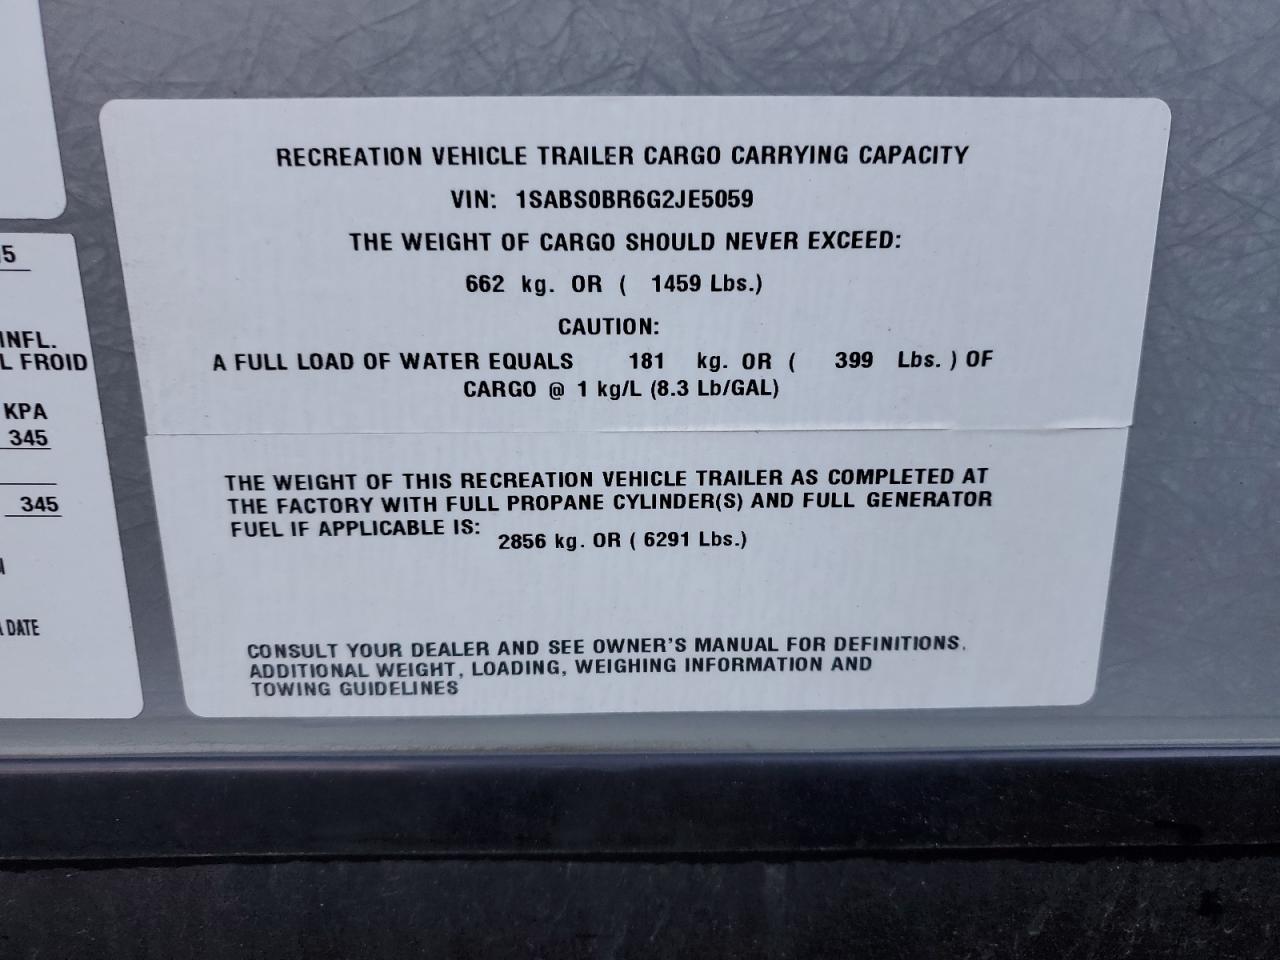 RECREATION VEHICLE TRAILER CARGO CARRYING CAPACITY
VIN: 1SABS0BR6G2JE5059
THE WEIGHT OF CARGO SHOULD NEVER EXCEED:
662 kg. OR ( 1459 Lbs.)
CAUTION:
A FULL LOAD OF WATER EQUALS 181 kg. OR ( 399 Lbs. ) OF
CARGO @ 1 kg/L (8.3 Lb/GAL)
THE WEIGHT OF THIS RECREATION VEHICLE TRAILER AS COMPLETED AT
THE FACTORY WITH FULL PROPANE CYLINDER(S) AND FULL GENERATOR
FUEL IF APPLICABLE IS:
2856 kg. OR ( 6291 Lbs.)
CONSULT YOUR DEALER AND SEE OWNER'S MANUAL FOR DEFINITIONS.
ADDITIONAL WEIGHT, LOADING, WEIGHING INFORMATION AND
TOWING GUIDELINES
5
INFL.
L FROID
KPA
345
345
DATE